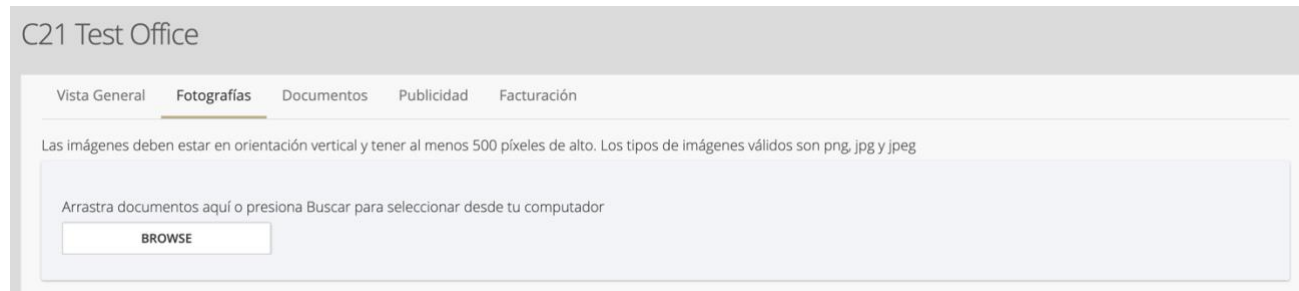 C21 Test Office
Vista General Fotografías Documentos Publicidad Facturación
Las imágenes deben estar en orientación vertical y tener al menos 500 píxeles de alto. Los tipos de imágenes válidos son png, jpg y jpeg
Arrastra documentos aquí o presiona Buscar para seleccionar desde tu computador
BROWSE